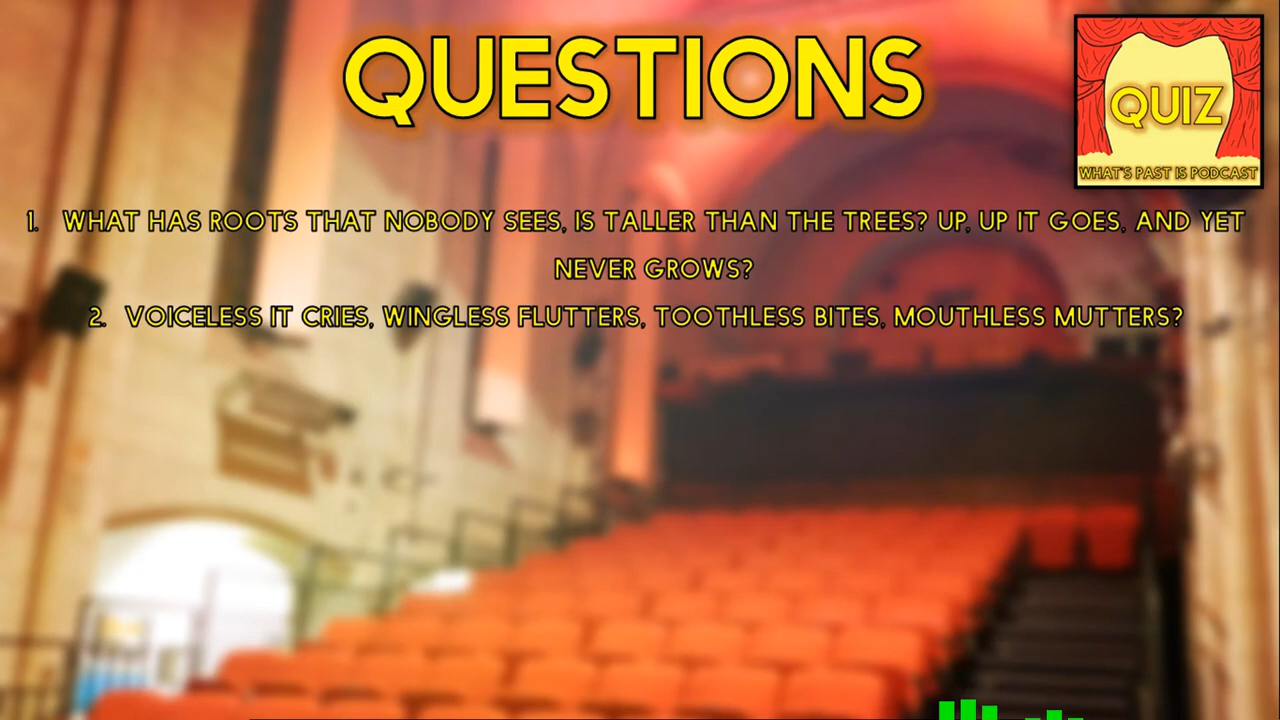 QUESTIONS
QUIZ
WHAT'S PAST IS PODCAST
1. WHAT HAS ROOTS THAT NOBODY SEES, IS TALLER THAN THE TREES? UP, UP IT GOES, AND YET
NEVER GROWS?
2. VOICELESS IT CRIES, WINGLESS FLUTTERS, TOOTHLESS BITES, MOUTHLESS MUTTERS?